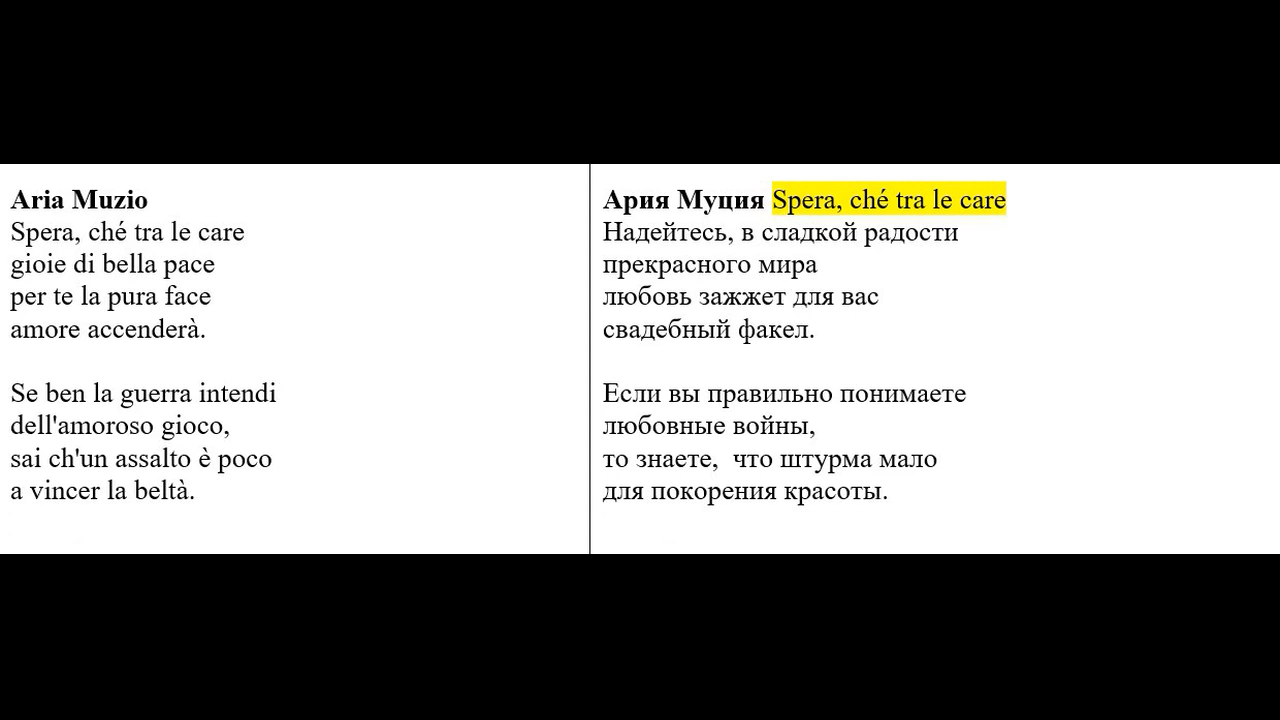 Aria Muzio
Spera, ché tra le care
gioie di bella pace
per te la pura face
amore accenderà.
Se ben la guerra intendi
dell'amoroso gioco,
sai ch'un assalto è poco
a vincer la beltà.
Ария Муция Spera, ché tra le care
Надейтесь, в сладкой радости
прекрасного мира
любовь зажжет для вас
свадебный факел.
Если вы правильно понимаете
любовные войны,
то знаете,  что штурма мало
для покорения красоты.